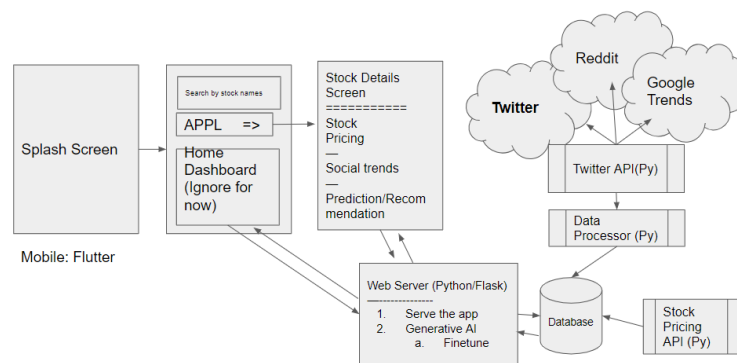 Splash Screen
Mobile: Flutter
Search by stock names
APPL =>
Home
Dashboard
(Ignore for
now)
Stock Details
Screen
===========
Stock
Pricing
—
Social trends
—
Prediction/Recom
mendation
Twitter
Reddit
Google
Trends
Twitter API(Py)
Data
Processor (Py)
Web Server (Python/Flask)
—---------------
1. Serve the app
2. Generative AI
a. Finetune
Database
Stock
Pricing
API (Py)